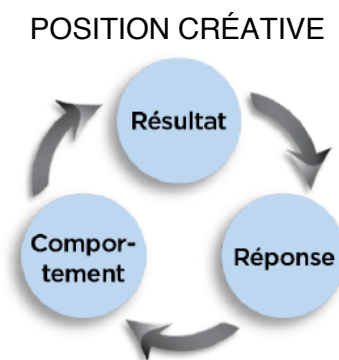 POSITION CRÉATIVE
Résultat
Réponse
Compor-
tement